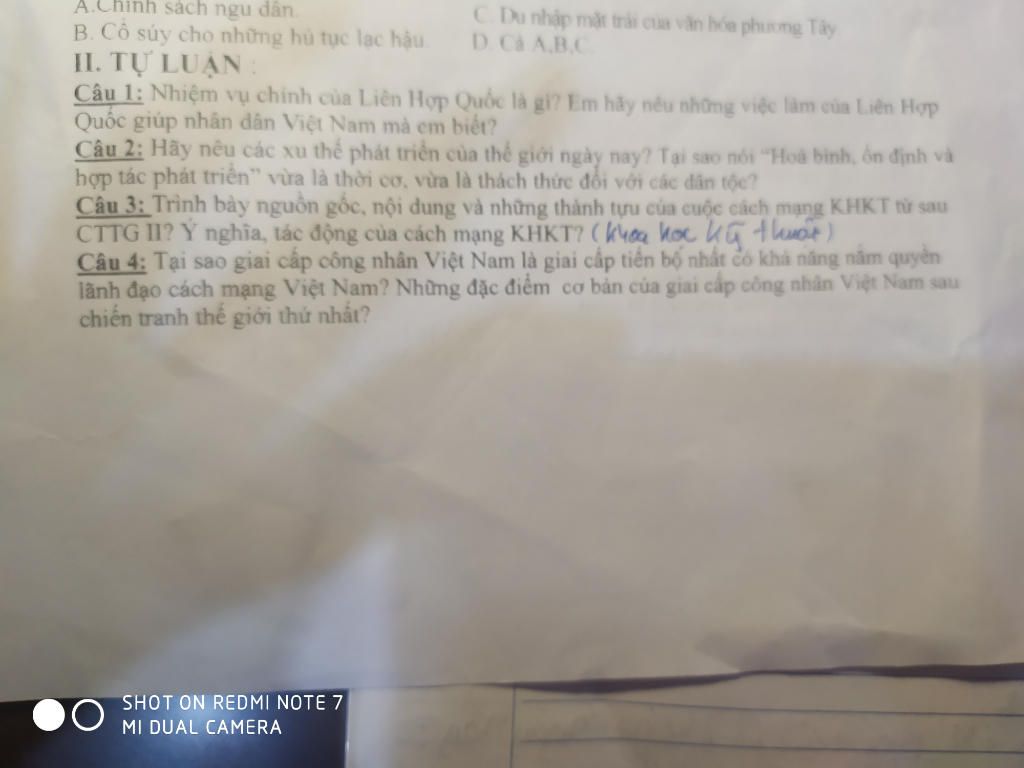 A.Chính sách ngu dân.
C. Du nhập mặt trái của văn hóa phương Tây
B. Cổ súy cho những hủ tục lạc hậu.
D. Cả A,B,C.
II. TỰ LUẬN :
Câu 1: Nhiệm vụ chính của Liên Hợp Quốc là gì? Em hãy nêu những việc làm của Liên Hợp
Quốc giúp nhân dân Việt Nam mà em biết?
Câu 2: Hãy nêu các xu thế phát triển của thế giới ngày nay? Tại sao nói “Hoà bình, ổn định và
hợp tác phát triển” vừa là thời cơ, vừa là thách thức đối với các dân tộc?
Câu 3: Trình bày nguồn gốc, nội dung và những thành tựu của cuộc cách mạng KHKT từ sau
CTTG II? Ý nghĩa, tác động của cách mạng KHKT? (khoa học kỹ thuật)
Câu 4: Tại sao giai cấp công nhân Việt Nam là giai cấp tiến bộ nhất có khả năng nắm quyền
lãnh đạo cách mạng Việt Nam? Những đặc điểm cơ bản của giai cấp công nhân Việt Nam sau
chiến tranh thế giới thứ nhất?
SHOT ON REDMI NOTE 7
MI DUAL CAMERA